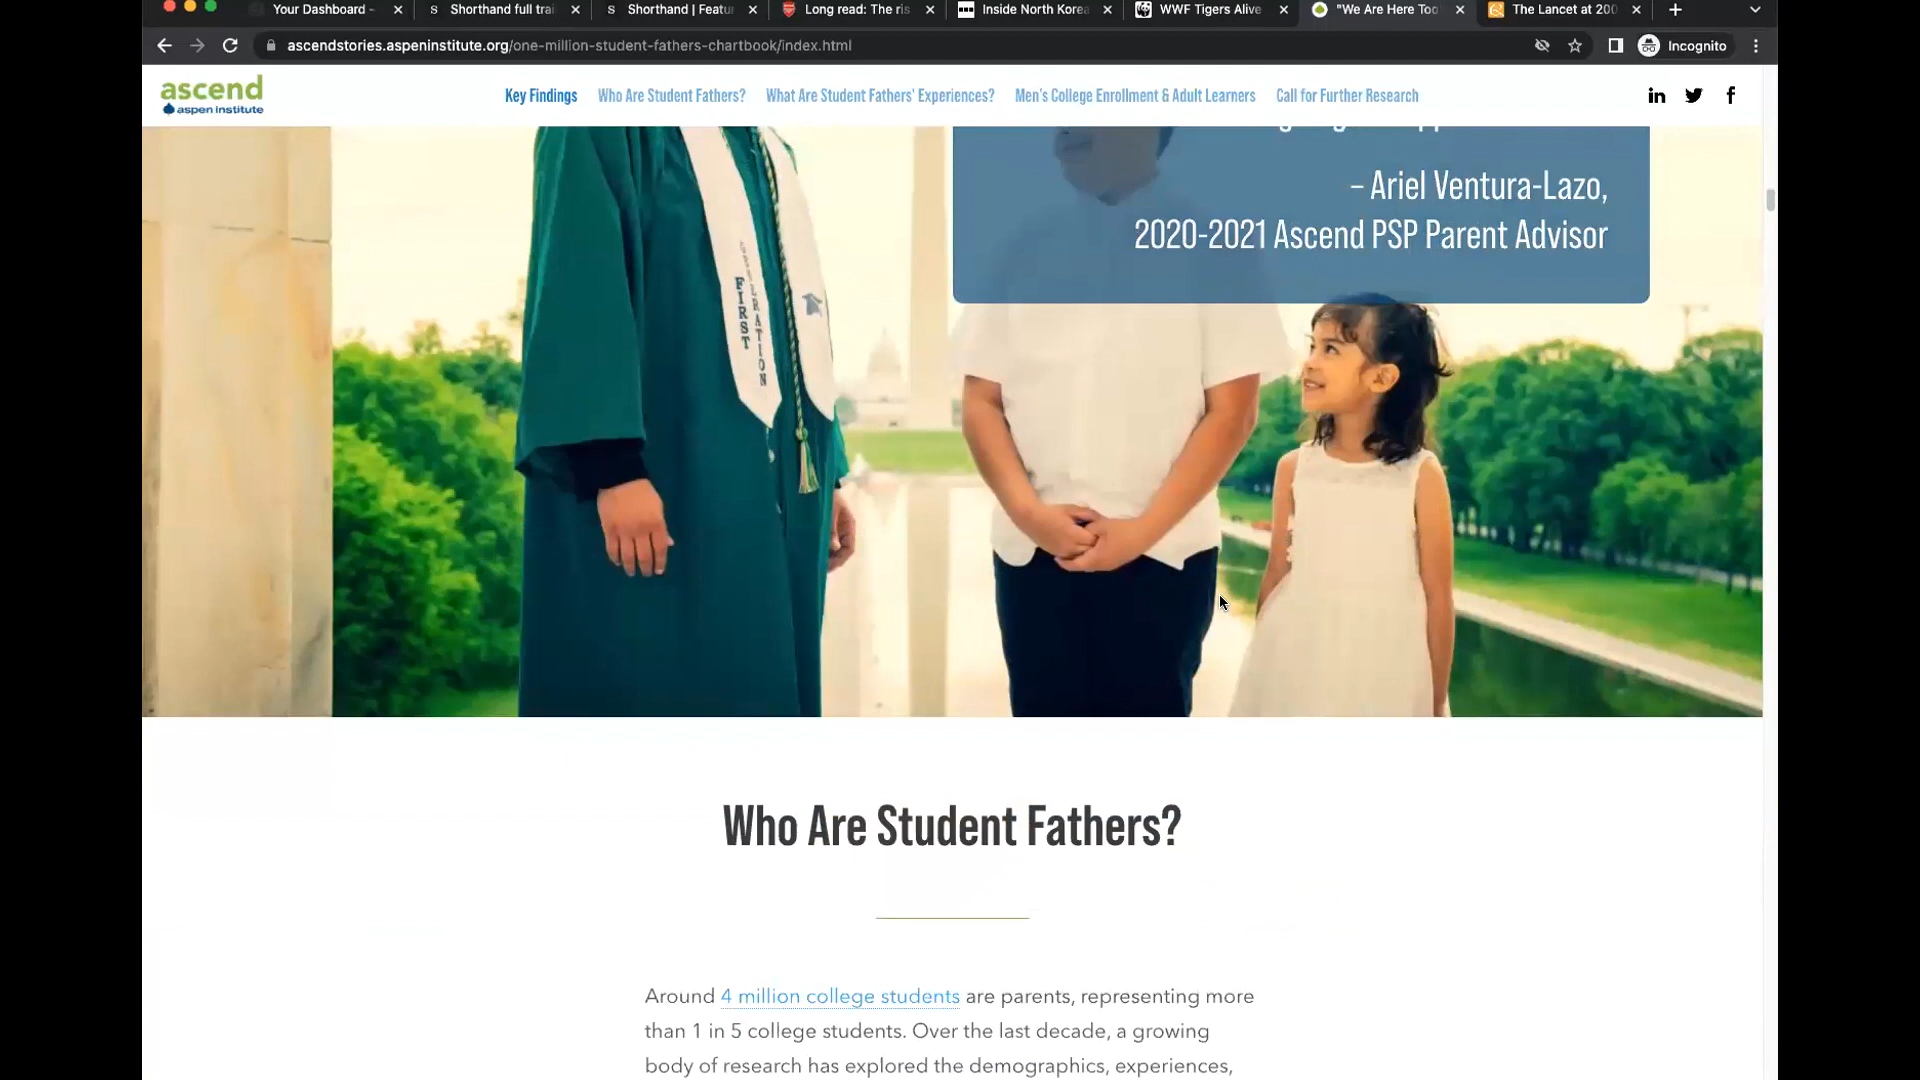 Your Dashboard -
Shorthand full trai
Shorthand | Featu
Long read: The ris
Inside North Korea
WWF Tigers Alive
"We Are Here Too
The Lancet at 200
ascendstories.aspeninstitute.org/one-million-student-fathers-chartbook/index.html
Incognito
ascend
aspen institute
Key Findings
Who Are Student Fathers?
What Are Student Fathers' Experiences?
Men's College Enrollment & Adult Learners
Call for Further Research
– Ariel Ventura-Lazo,
2020-2021 Ascend PSP Parent Advisor
FIRST
GENERATION
Who Are Student Fathers?
Around 4 million college students are parents, representing more
than 1 in 5 college students. Over the last decade, a growing
body of research has explored the demographics, experiences,